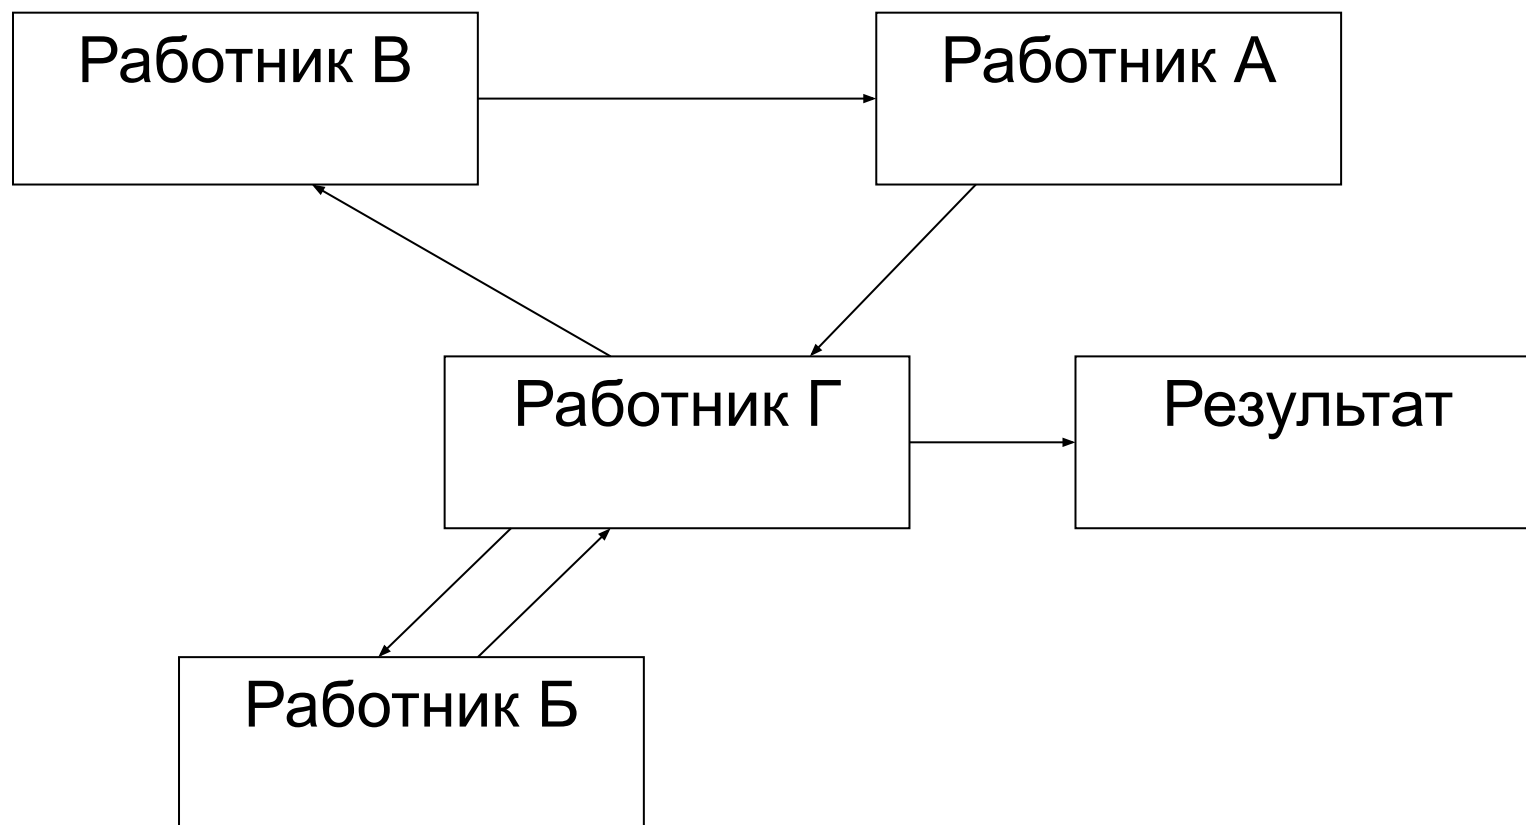 Работник В
Работник А
Работник Г
Результат
Работник Б